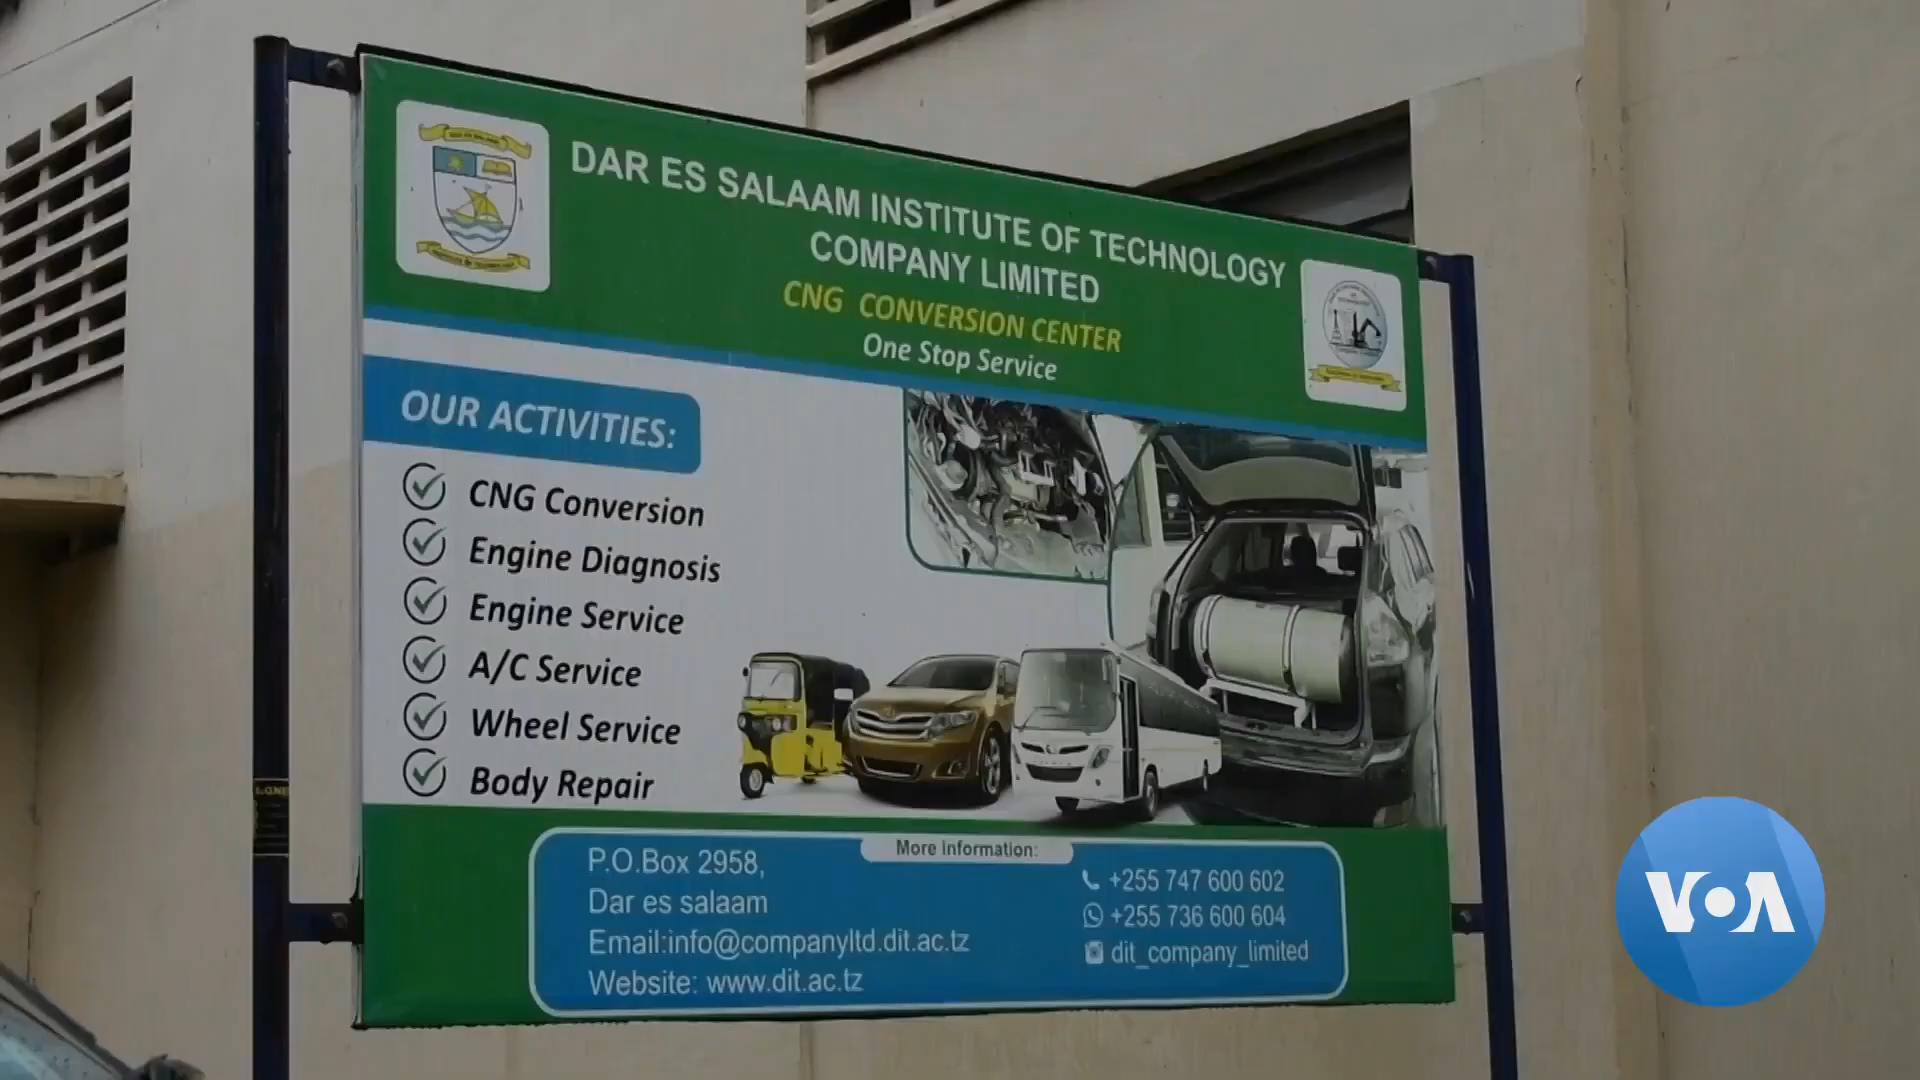 DAR ES SALAAM INSTITUTE OF TECHNOLOGY
COMPANY LIMITED
CNG CONVERSION CENTER
One Stop Service
OUR ACTIVITIES:
CNG Conversion
Engine Diagnosis
Engine Service
A/C Service
Wheel Service
Body Repair
More information:
P.O.Box 2958,
Dar es salaam
Email:info@companyltd.dit.ac.tz
Website: www.dit.ac.tz
+255 747 600 602
+255 736 600 604
dit_company_limited
VOA